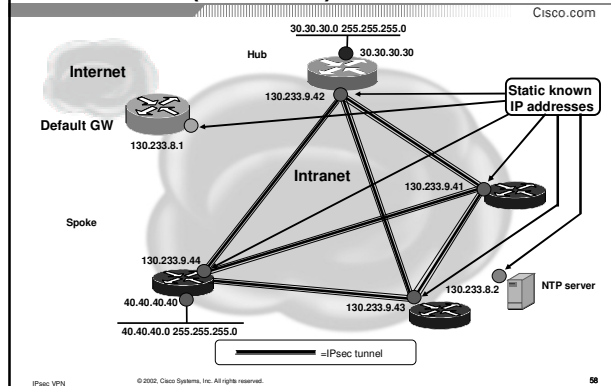 Cisco.com
30.30.30.0 255.255.255.0
Hub
30.30.30.30
Internet
130.233.9.42
Static known
IP addresses
Default GW
130.233.8.1
Intranet
130.233.9.41
Spoke
130.233.9.44
130.233.8.2
NTP server
40.40.40.40
130.233.9.43
40.40.40.0 255.255.255.0
=IPsec tunnel
IPsec VPN
© 2002, Cisco Systems, Inc. All rights reserved.
58